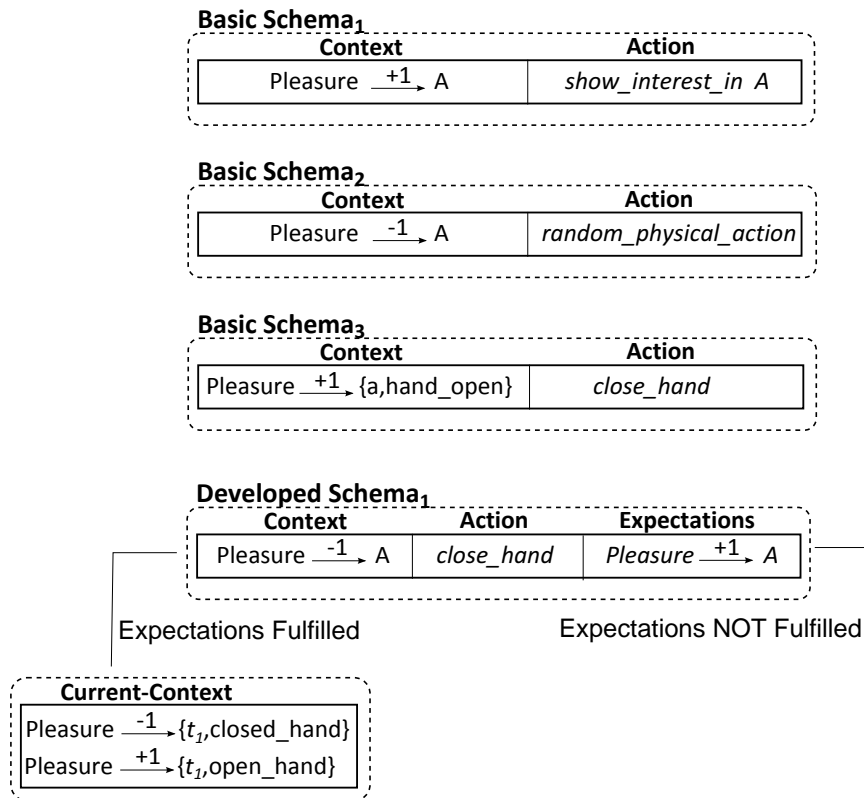 Basic Schema1
Context Action
Pleasure +1 A show_interest_in A
Basic Schema2
Context Action
Pleasure -1 A random_physical_action
Basic Schema3
Context Action
Pleasure +1 {a,hand_open} close_hand
Developed Schema1
Context Action Expectations
Pleasure -1 A close_hand Pleasure +1 A
Expectations Fulfilled Expectations NOT Fulfilled
Current-Context
Pleasure -1 {t1,closed_hand}
Pleasure +1 {t1,open_hand}